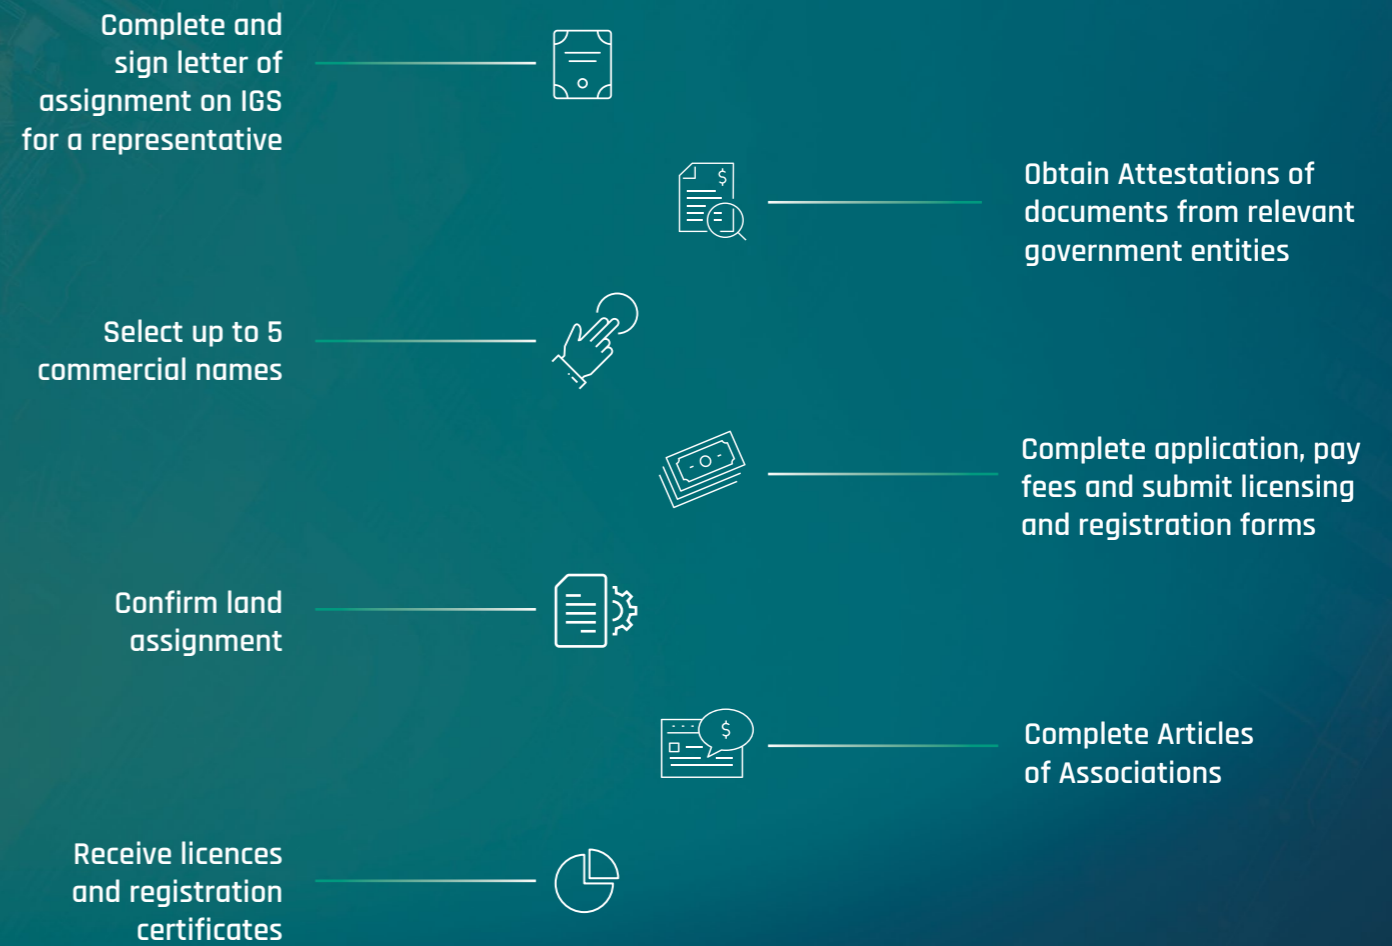 Complete and
sign letter of
assignment on IGS
for a representative
Obtain Attestations of
documents from relevant
government entities
Select up to 5
commercial names
Complete application, pay
fees and submit licensing
and registration forms
Confirm land
assignment
Complete Articles
of Associations
Receive licences
and registration
certificates